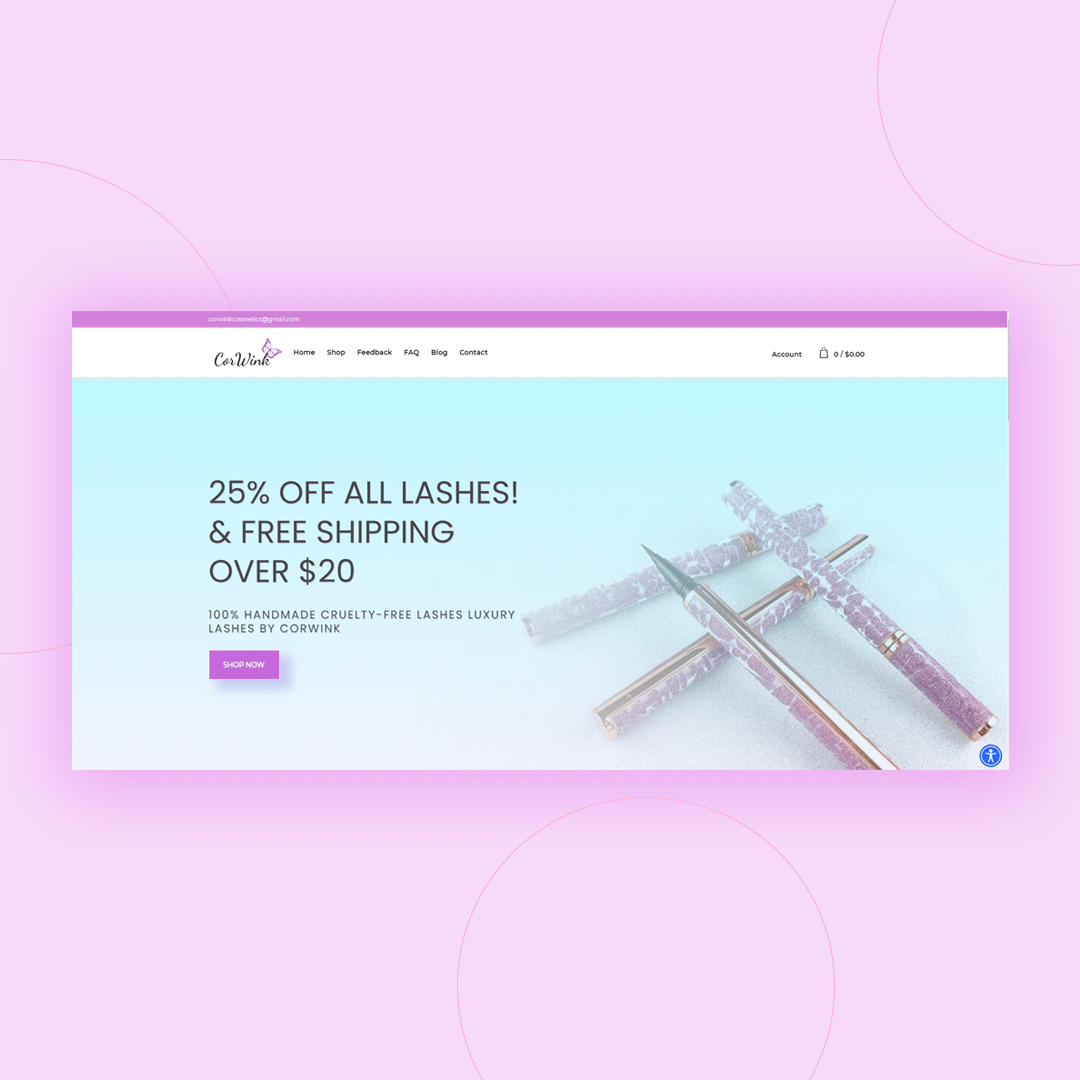 corwinkcosmetics@gmail.com
CorWink
Home Shop Feedback FAQ Blog Contact
Account 0 / $0.00
25% OFF ALL LASHES!
& FREE SHIPPING
OVER $20
100% HANDMADE CRUELTY-FREE LASHES LUXURY
LASHES BY CORWINK
SHOP NOW